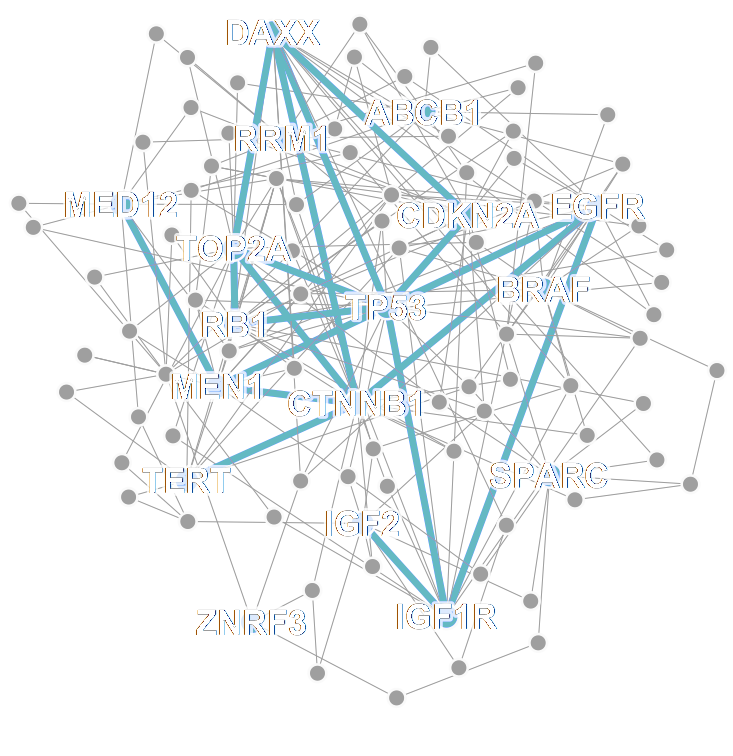 DAXX
ABCB1
RRM1
MED12
CDKN2A
EGFR
TOP2A
BRAF
TP53
RB1
MEN1
CTNNB1
TERT
SPARC
IGF2
ZNRF3
IGF1R